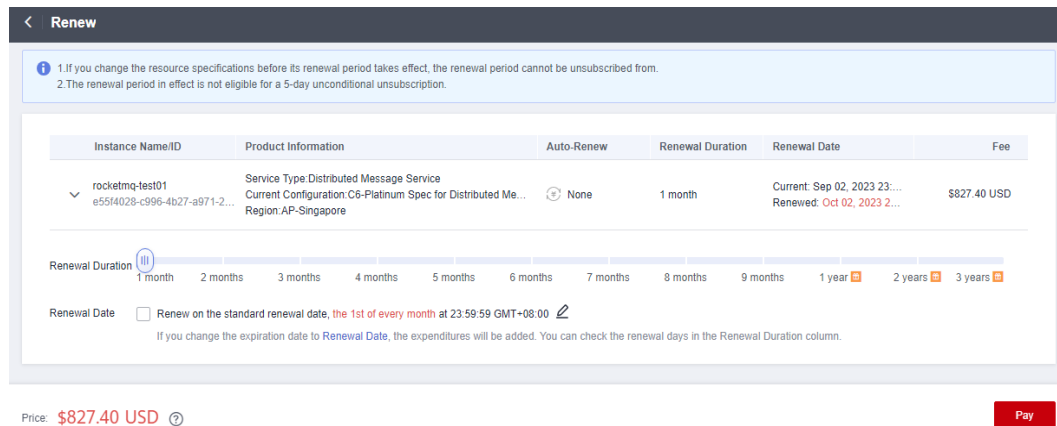 Renew
1.If you change the resource specifications before its renewal period takes effect, the renewal period cannot be unsubscribed from.
2.The renewal period in effect is not eligible for a 5-day unconditional unsubscription.
Instance Name/ID Product Information Auto-Renew Renewal Duration Renewal Date Fee
Service Type:Distributed Message Service
rocketmq-test01 Current: Sep 02, 2023 23:...
Current Configuration:C6-Platinum Spec for Distributed Me... None 1 month $827.40 USD
e55f4028-c996-4b27-a971-2... Renewed: Oct 02, 2023 2...
Region:AP-Singapore
Renewal Duration
1 month 2 months 3 months 4 months 5 months 6 months 7 months 8 months 9 months 1 year 2 years 3 years
Renewal Date Renew on the standard renewal date, the 1st of every month at 23:59:59 GMT+08:00
If you change the expiration date to Renewal Date, the expenditures will be added. You can check the renewal days in the Renewal Duration column.
Price: $827.40 USD Pay